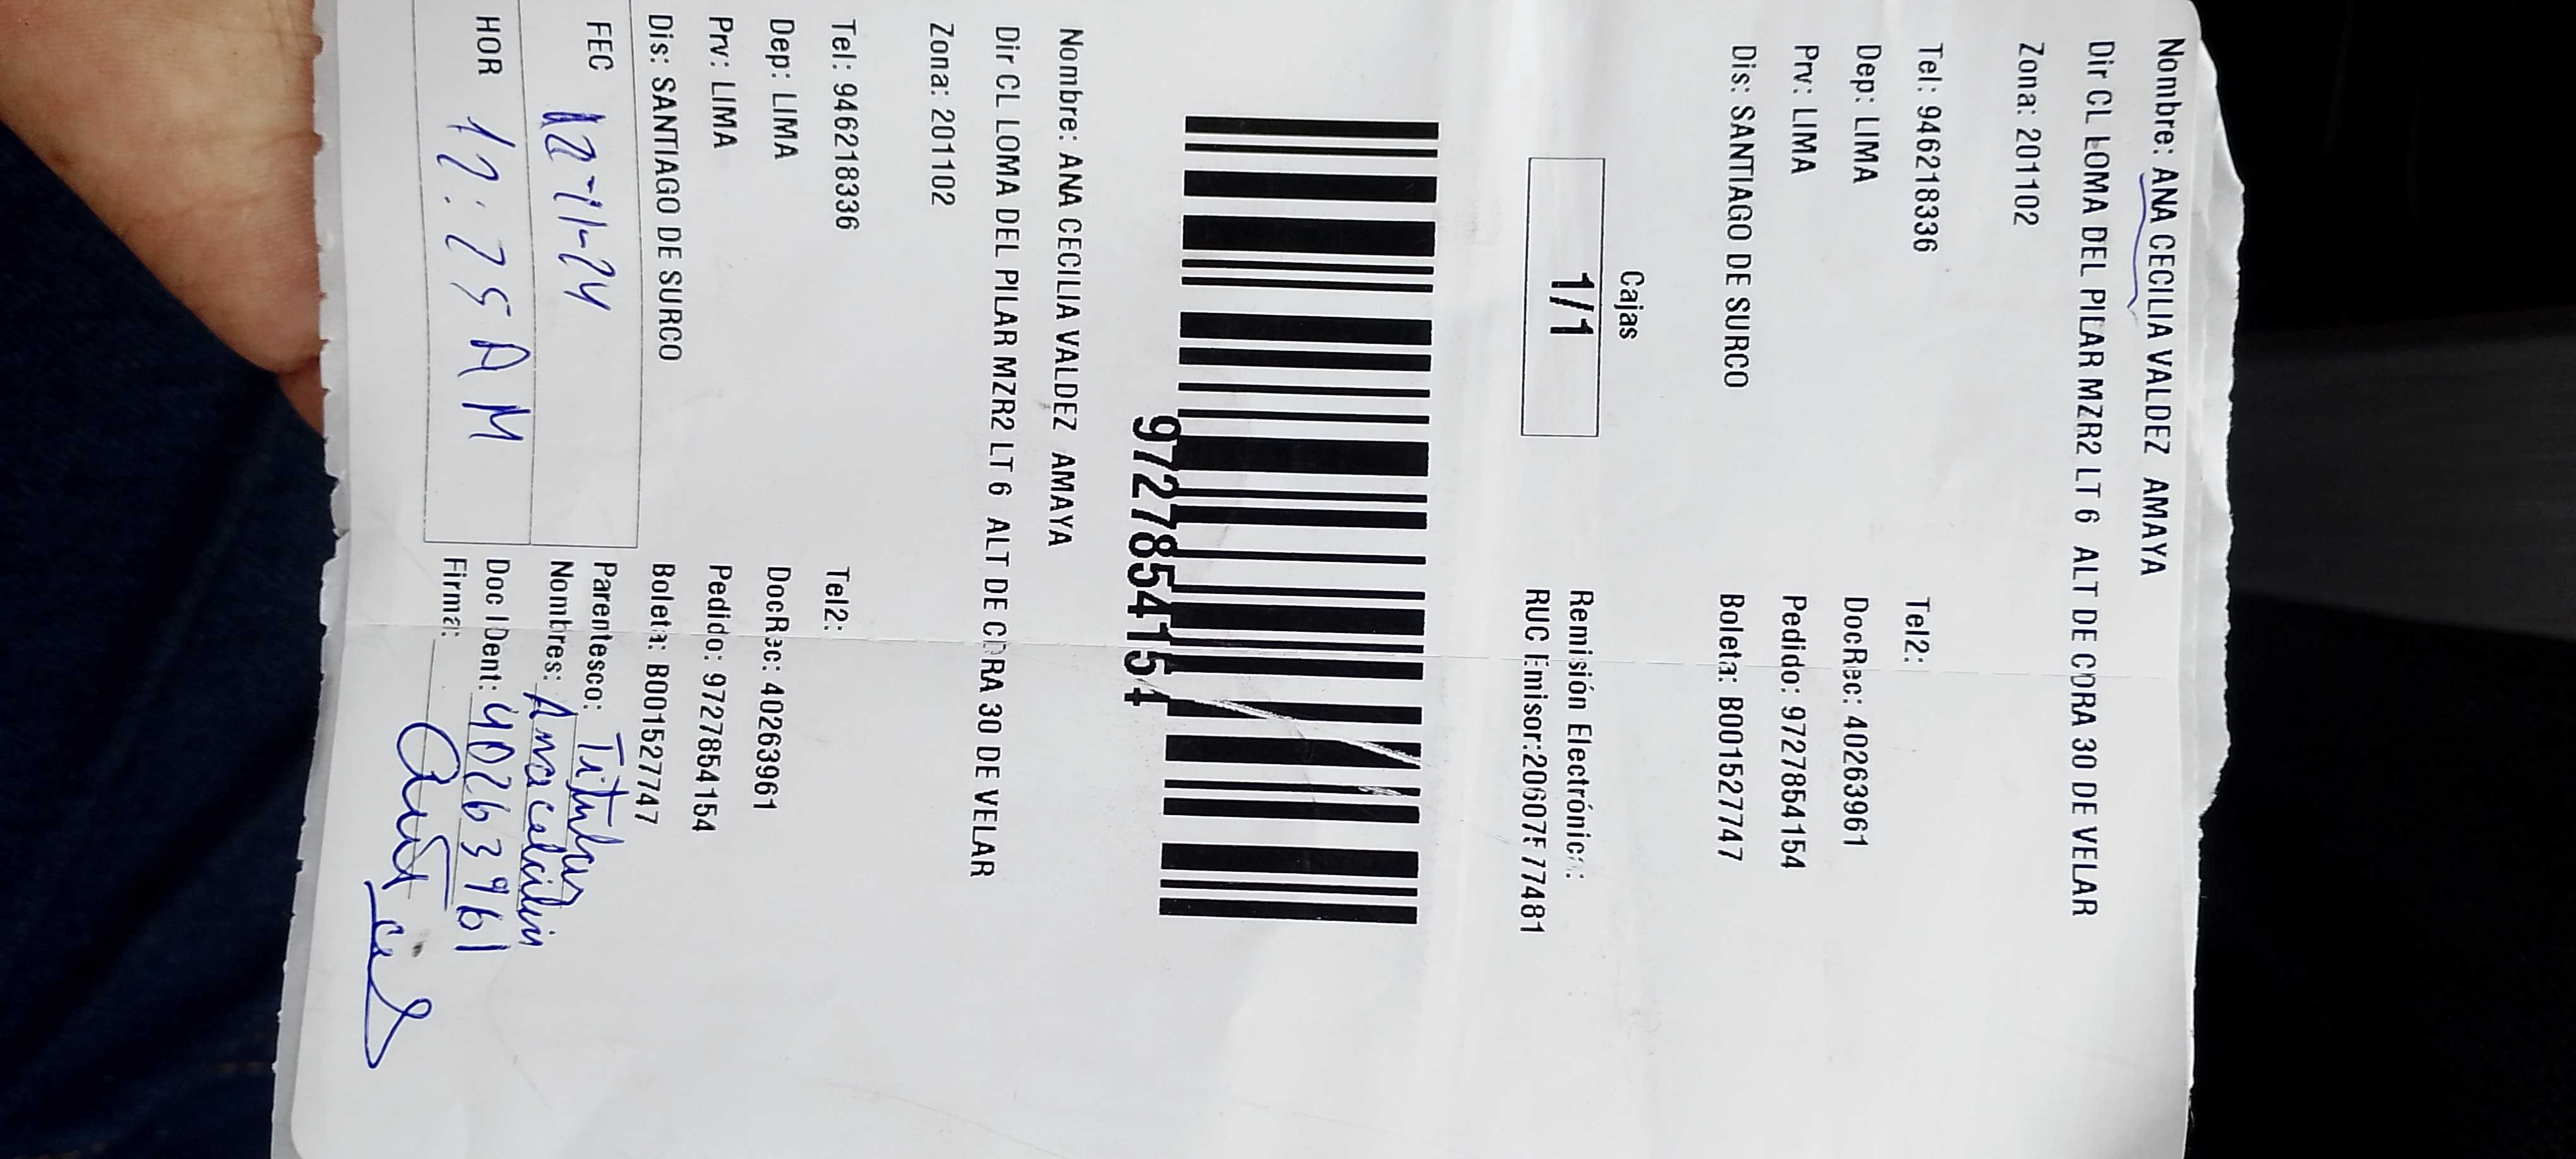 Nombre: ANA CECILIA VALDEZ AMAYA
Dir CL LOMA DEL PILAR MZR2 LT 6 ALT DE CDRA 30 DE VELAR
Zona: 201102
Tel: 946218336 Tel2:
Dep: LIMA DocRec: 40263961
Prv: LIMA Pedido: 9727854154
Dis: SANTIAGO DE SURCO Boleta: B001527747
Cajas
1/1
Remisión Electrónica:
RUC Emisor:
9727854151
Nombre: ANA CECILIA VALDEZ AMAYA
Dir CL LOMA DEL PILAR MZR2 LT 6 ALT DE CDRA 30 DE VELAR
Zona: 201102
Tel: 946218336 Tel2:
Dep: LIMA DocRec: 40263961
Prv: LIMA Pedido: 9727854154
Dis: SANTIAGO DE SURCO Boleta: B001527747
Parentesco: Titular
FEC 12-11-24 Nombres: Ana cecilia
HOR 12:25 AM Doc IDent: 40263961
Firma: